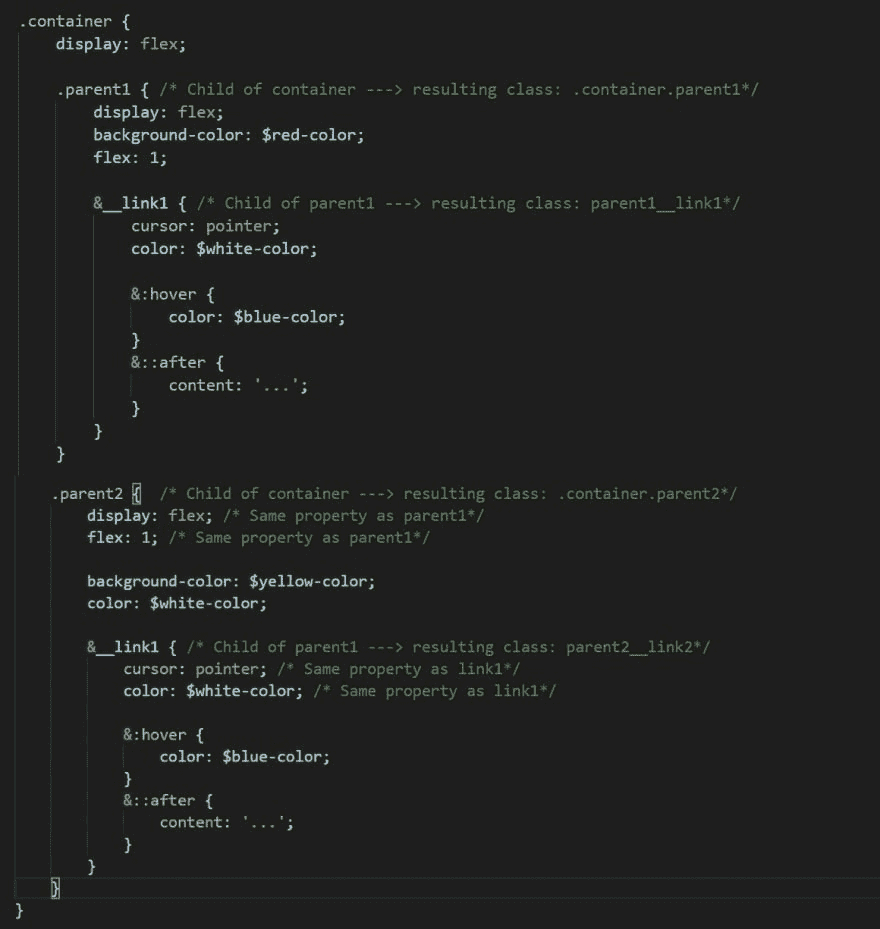 .container {
display: flex;
.parent1 { /* Child of container ---> resulting class: .container.parent1*/
display: flex;
background-color: $red-color;
flex: 1;
&__link1 { /* Child of parent1 ---> resulting class: parent1__link1*/
cursor: pointer;
color: $white-color;
&:hover {
color: $blue-color;
}
&::after {
content: '...';
}
}
}
.parent2 {  /* Child of container ---> resulting class: .container.parent2*/
display: flex; /* Same property as parent1*/
flex: 1; /* Same property as parent1*/
background-color: $yellow-color;
color: $white-color;
&__link1 { /* Child of parent1 ---> resulting class: parent2__link2*/
cursor: pointer; /* Same property as link1*/
color: $white-color; /* Same property as link1*/
&:hover {
color: $blue-color;
}
&::after {
content: '...';
}
}
}
}